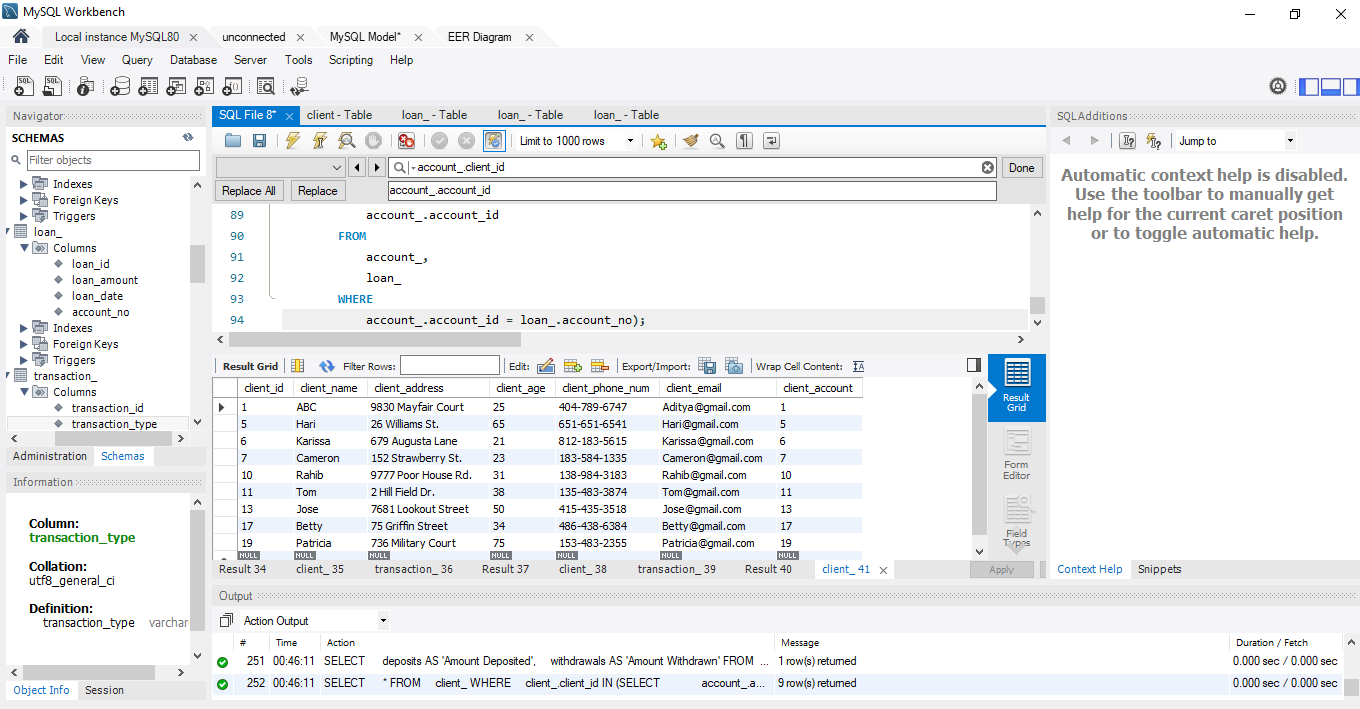 MySQL Workbench
Local instance MySQL80 unconnected MySQL Model* EER Diagram
File Edit View Query Database Server Tools Scripting Help
Navigator
SCHEMAS
Filter objects
Indexes
Foreign Keys
Triggers
loan_
Columns
loan_id
loan_amount
loan_date
account_no
Indexes
Foreign Keys
Triggers
transaction_
Columns
transaction_id
transaction_type
Administration Schemas
Information
Column:
transaction_type
Collation:
utf8_general_ci
Definition:
transaction_type varchar
Object Info Session
SQL File 8* client - Table loan_ - Table loan_ - Table loan_ - Table
Limit to 1000 rows
account_.client_id Done
Replace All Replace account_.account_id
89 account_.account_id
90 FROM
91 account_,
92 loan_
93 WHERE
94 account_.account_id = loan_.account_no);
Result Grid Filter Rows: Edit: Export/Import: Wrap Cell Content:
client_id client_name client_address client_age client_phone_num client_email client_account
1 ABC 9830 Mayfair Court 25 404-789-6747 Aditya@gmail.com 1
5 Hari 26 Williams St. 65 651-651-6541 Hari@gmail.com 5
6 Karissa 679 Augusta Lane 21 812-183-5615 Karissa@gmail.com 6
7 Cameron 152 Strawberry St. 23 183-584-1335 Cameron@gmail.com 7
10 Rahib 9777 Poor House Rd. 31 138-984-3183 Rahib@gmail.com 10
11 Tom 2 Hill Field Dr. 38 135-483-3874 Tom@gmail.com 11
13 Jose 7681 Lookout Street 50 415-435-3518 Jose@gmail.com 13
17 Betty 75 Griffin Street 34 486-438-6384 Betty@gmail.com 17
19 Patricia 736 Military Court 75 153-483-2355 Patricia@gmail.com 19
NULL NULL NULL NULL NULL NULL NULL
Result Grid
Form Editor
Field Types
Result 34 client_ 35 transaction_ 36 Result 37 client_ 38 transaction_ 39 Result 40 client_ 41 Apply
SQLAdditions
Jump to
Automatic context help is disabled.
Use the toolbar to manually get
help for the current caret position
or to toggle automatic help.
Context Help Snippets
Output
Action Output
# Time Action Message Duration / Fetch
251 00:46:11 SELECT deposits AS 'Amount Deposited', withdrawals AS 'Amount Withdrawn' FROM ... 1 row(s) returned 0.000 sec / 0.000 sec
252 00:46:11 SELECT * FROM client_ WHERE client_.client_id IN (SELECT account_.a... 9 row(s) returned 0.000 sec / 0.000 sec